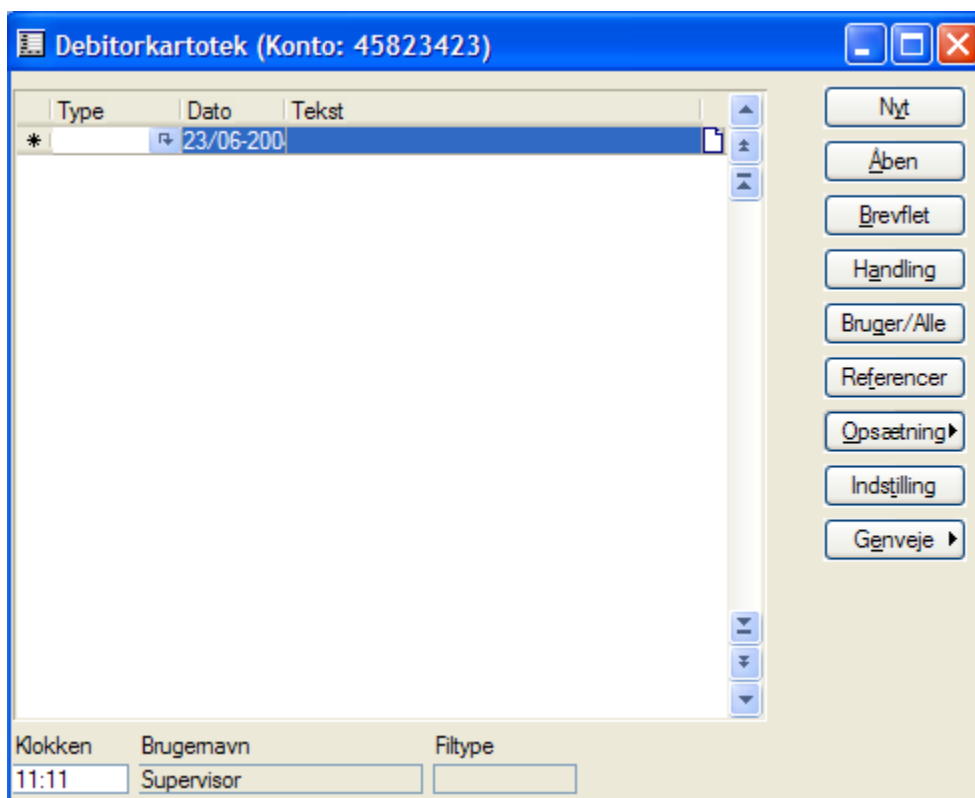 Debitorkartotek (Konto: 45823423)
Type Dato Tekst
* 23/06-200
Nyt
Åben
Brevflet
Handling
Bruger/Alle
Referencer
Opsætning
Indstilling
Genveje
Klokken Brugernavn Filtype
11:11 Supervisor